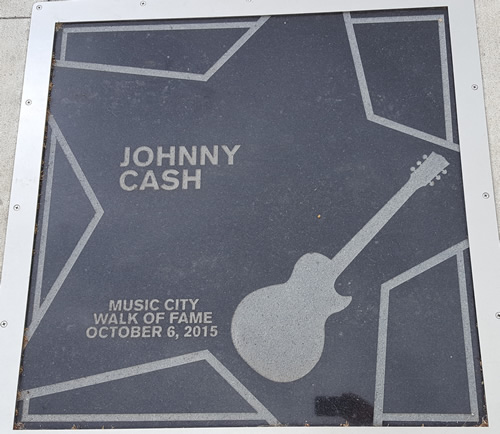 JOHNNY
CASH
MUSIC CITY
WALK OF FAME
OCTOBER 6, 2015